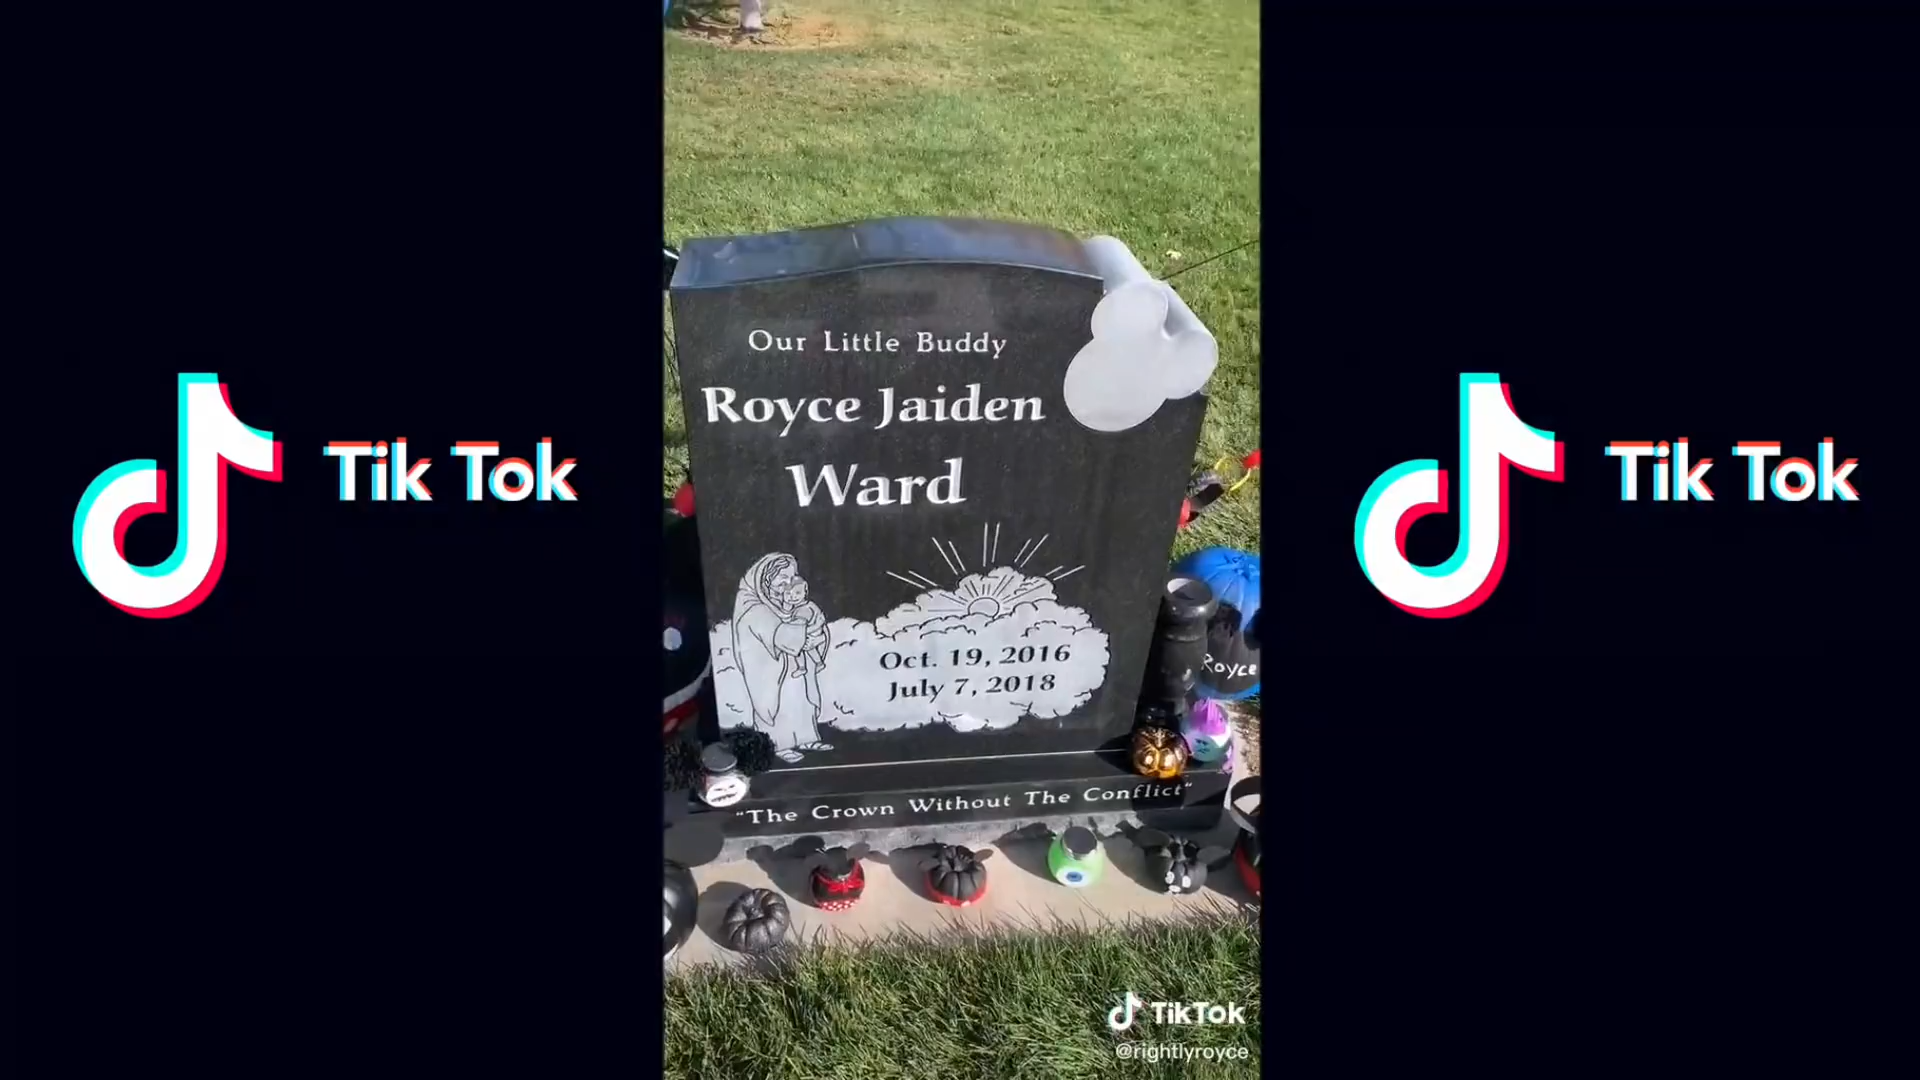 Our Little Buddy
Royce Jaiden
Ward
Oct. 19, 2016
July 7, 2018
"The Crown Without The Conflict"
Royce
Tik Tok
Tik Tok
TikTok
@rightlyroyce